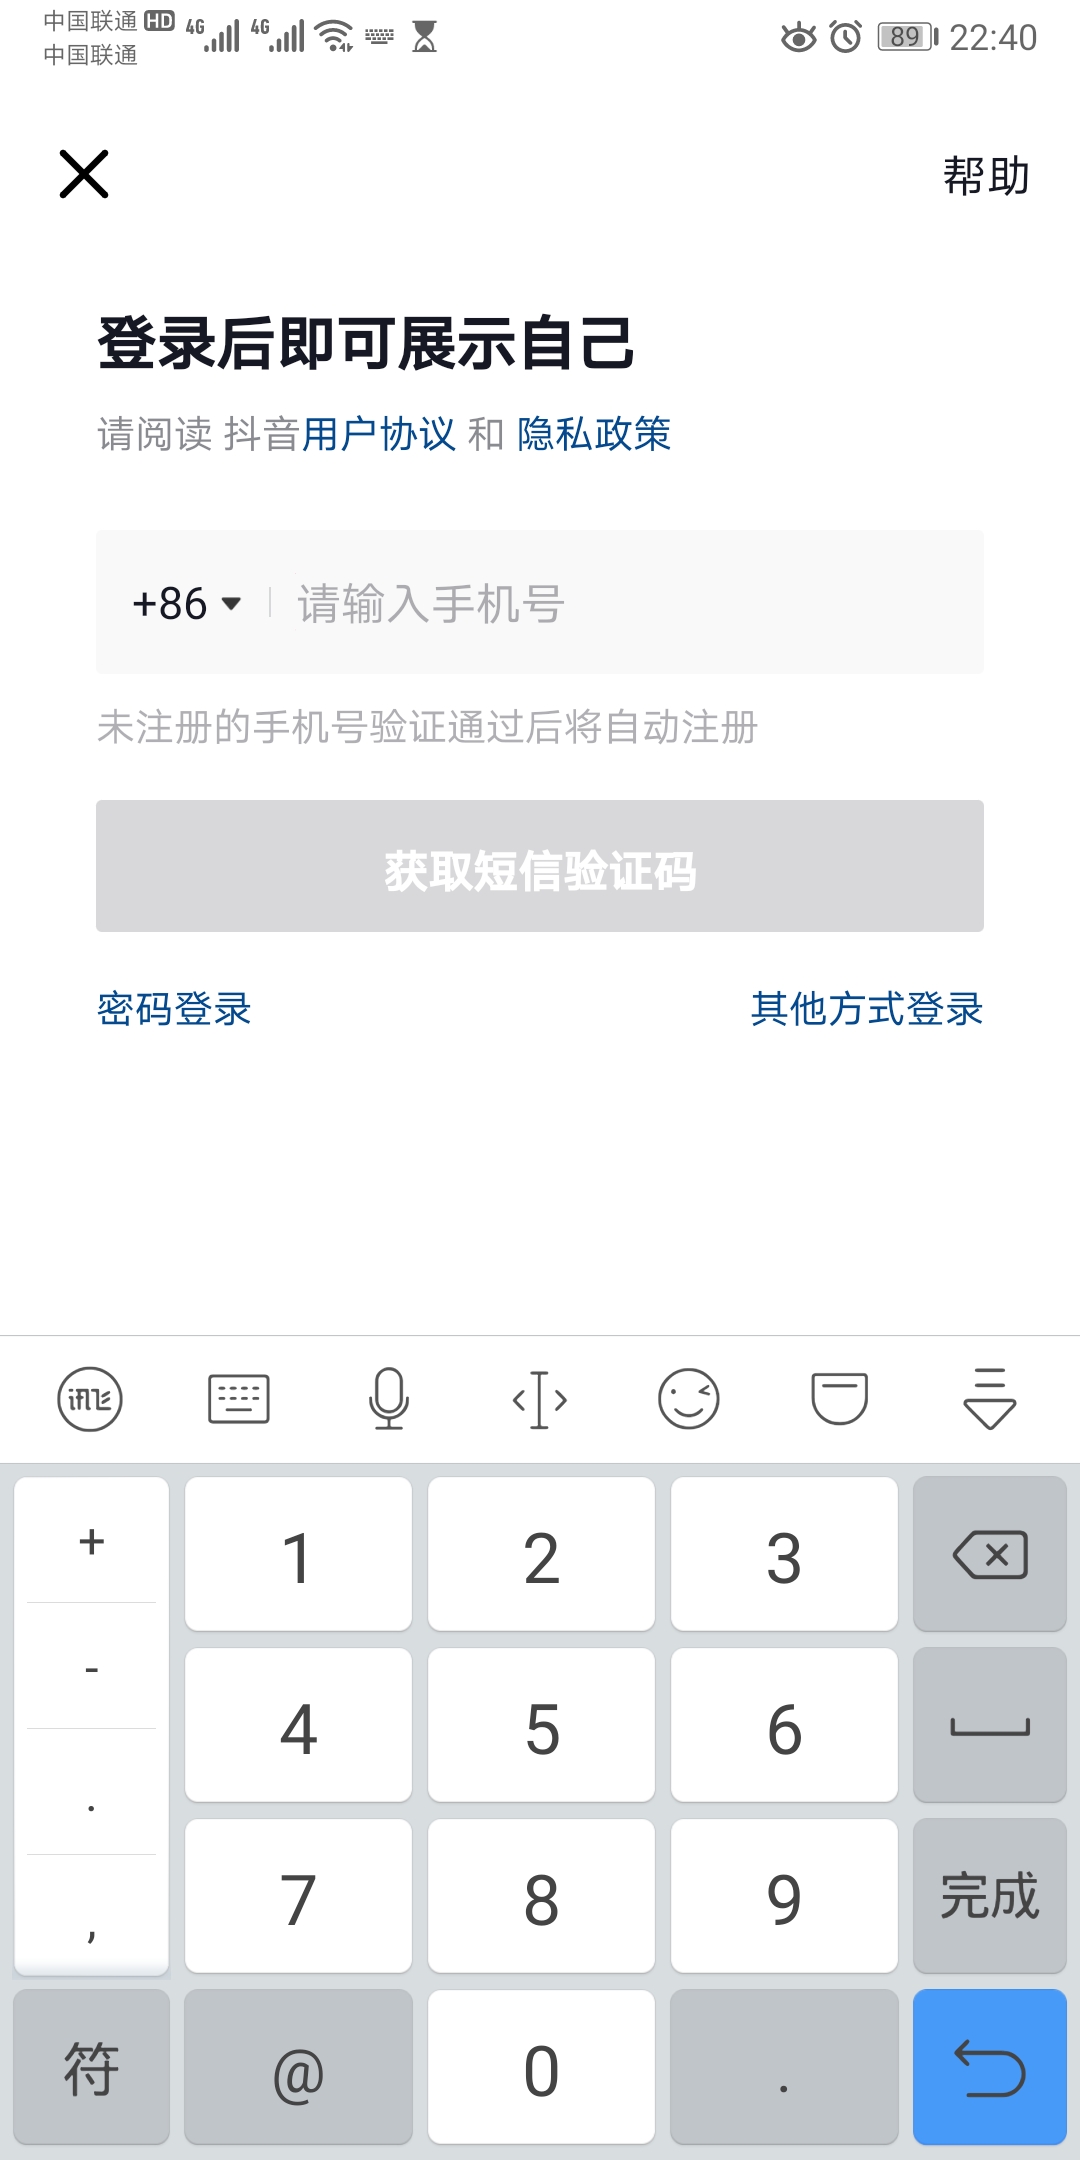 中国联通 HD 4G 4G
中国联通
89 22:40
帮助
登录后即可展示自己
请阅读 抖音用户协议 和 隐私政策
+86 请输入手机号
未注册的手机号验证通过后将自动注册
获取短信验证码
密码登录 其他方式登录
+ 1 2 3
- 4 5 6
.
7 8 9 完成
,
符 @ 0 .